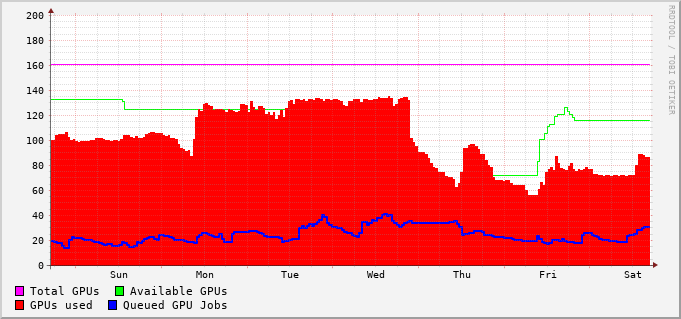 RRDTOOL / TOBI OETIKER
200
180
160
140
120
100
80
60
40
20
0
Sun Mon Tue Wed Thu Fri Sat
Total GPUs Available GPUs
GPUs used Queued GPU Jobs